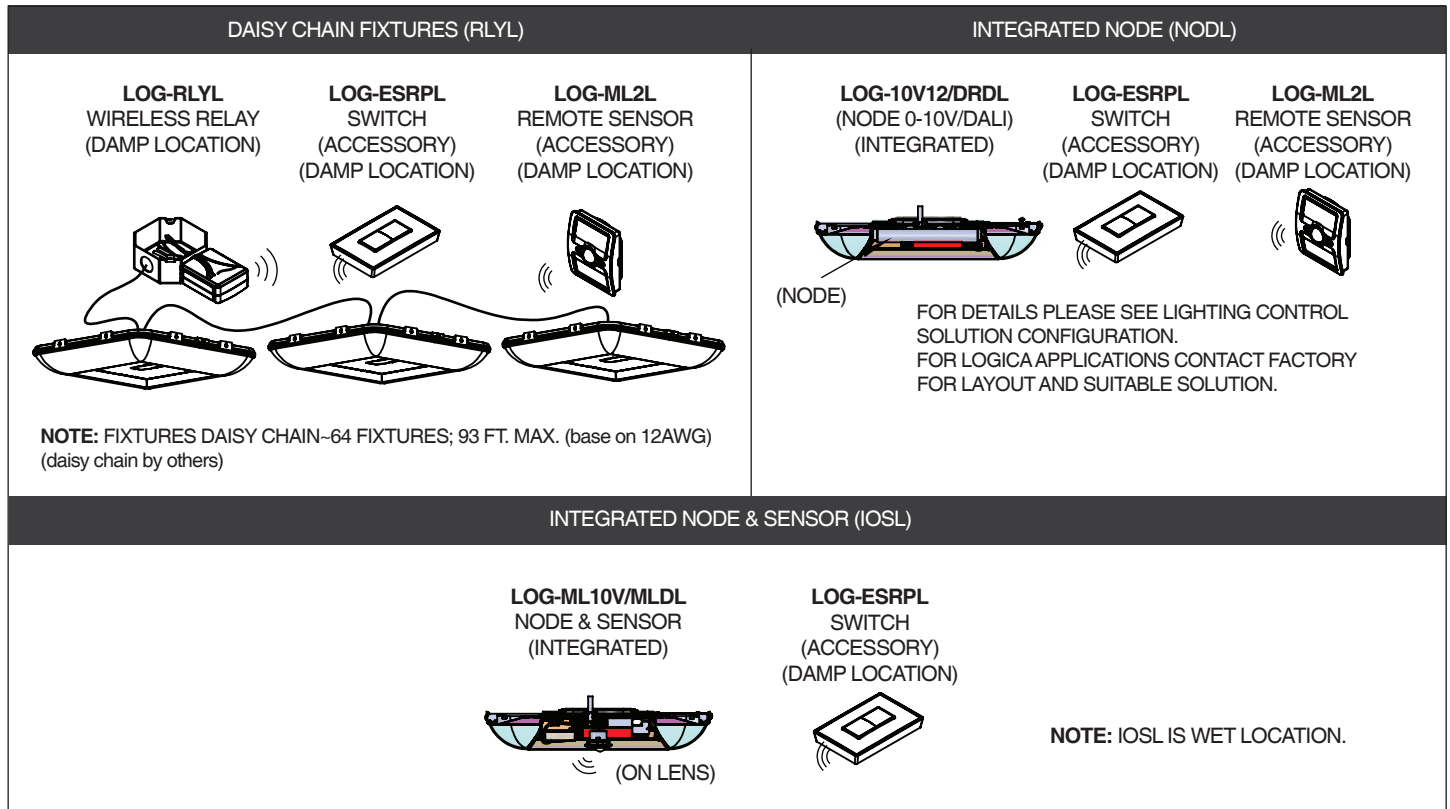 DAISY CHAIN FIXTURES (RLYL)
LOG-RLYL
WIRELESS RELAY
(DAMP LOCATION)
LOG-ESRPL
SWITCH
(ACCESSORY)
(DAMP LOCATION)
LOG-ML2L
REMOTE SENSOR
(ACCESSORY)
(DAMP LOCATION)
NOTE: FIXTURES DAISY CHAIN~64 FIXTURES; 93 FT. MAX. (base on 12AWG)
(daisy chain by others)
INTEGRATED NODE (NODL)
LOG-10V12/DRDL
(NODE 0-10V/DALI)
(INTEGRATED)
LOG-ESRPL
SWITCH
(ACCESSORY)
(DAMP LOCATION)
LOG-ML2L
REMOTE SENSOR
(ACCESSORY)
(DAMP LOCATION)
(NODE)
FOR DETAILS PLEASE SEE LIGHTING CONTROL
SOLUTION CONFIGURATION.
FOR LOGICA APPLICATIONS CONTACT FACTORY
FOR LAYOUT AND SUITABLE SOLUTION.
INTEGRATED NODE & SENSOR (IOSL)
LOG-ML10V/MLDL
NODE & SENSOR
(INTEGRATED)
(ON LENS)
LOG-ESRPL
SWITCH
(ACCESSORY)
(DAMP LOCATION)
NOTE: IOSL IS WET LOCATION.